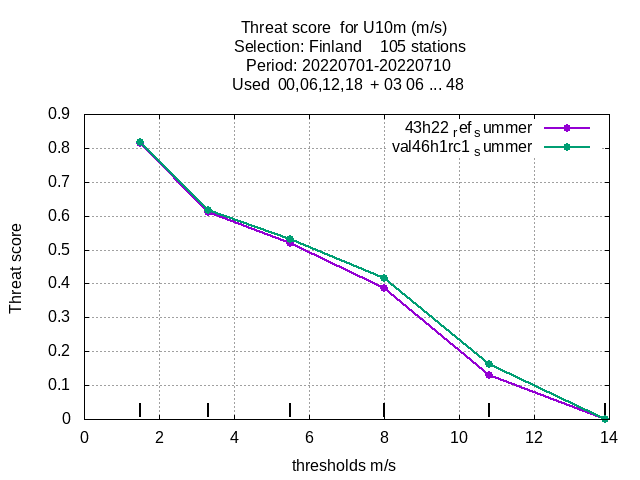 Threat score for U10m (m/s)
Selection: Finland 105 stations
Period: 20220701-20220710
Used 00,06,12,18 + 03 06 ... 48
43h22ref summer
val46h1rc1 summer
Threat score
0.9
0.8
0.7
0.6
0.5
0.4
0.3
0.2
0.1
0
0 2 4 6 8 10 12 14
thresholds m/s